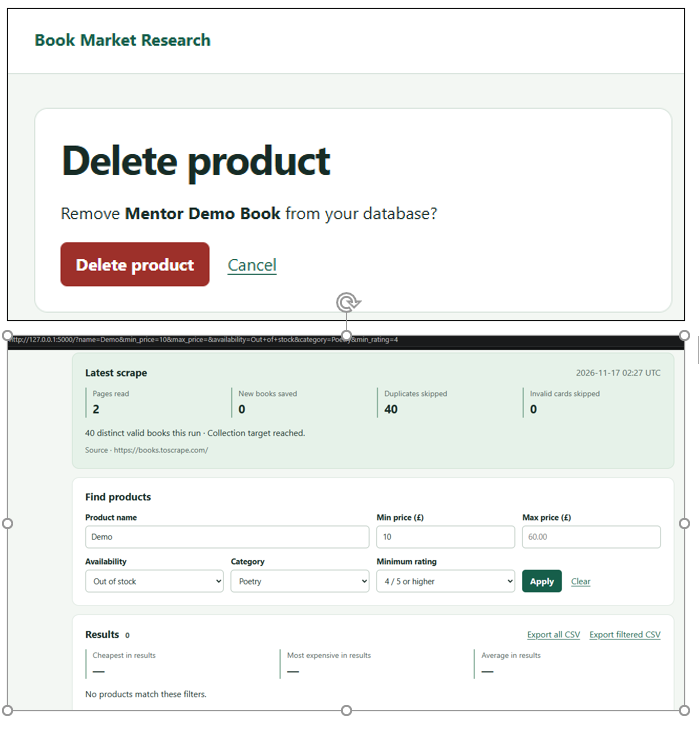 Book Market Research
Delete product
Remove Mentor Demo Book from your database?
Delete product Cancel
http://127.0.0.1:5000/?name=Demo&min_price=10&max_price=&availability=Out+of+stock&category=Poetry&min_rating=4
Latest scrape 2026-11-17 02:27 UTC
Pages read New books saved Duplicates skipped Invalid cards skipped
2 0 40 0
40 distinct valid books this run · Collection target reached.
Source · https://books.toscrape.com/
Find products
Product name Min price (£) Max price (£)
Demo 10 60.00
Availability Category Minimum rating
Out of stock Poetry 4 / 5 or higher Apply Clear
Results 0 Export all CSV Export filtered CSV
Cheapest in results Most expensive in results Average in results
— — —
No products match these filters.